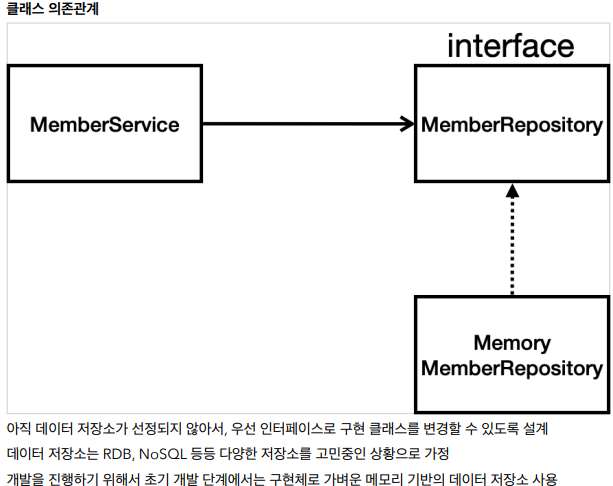 클래스 의존관계
interface
MemberService
MemberRepository
Memory
MemberRepository
아직 데이터 저장소가 선정되지 않아서, 우선 인터페이스로 구현 클래스를 변경할 수 있도록 설계
데이터 저장소는 RDB, NoSQL 등등 다양한 저장소를 고민중인 상황으로 가정
개발을 진행하기 위해서 초기 개발 단계에서는 구현체로 가벼운 메모리 기반의 데이터 저장소 사용